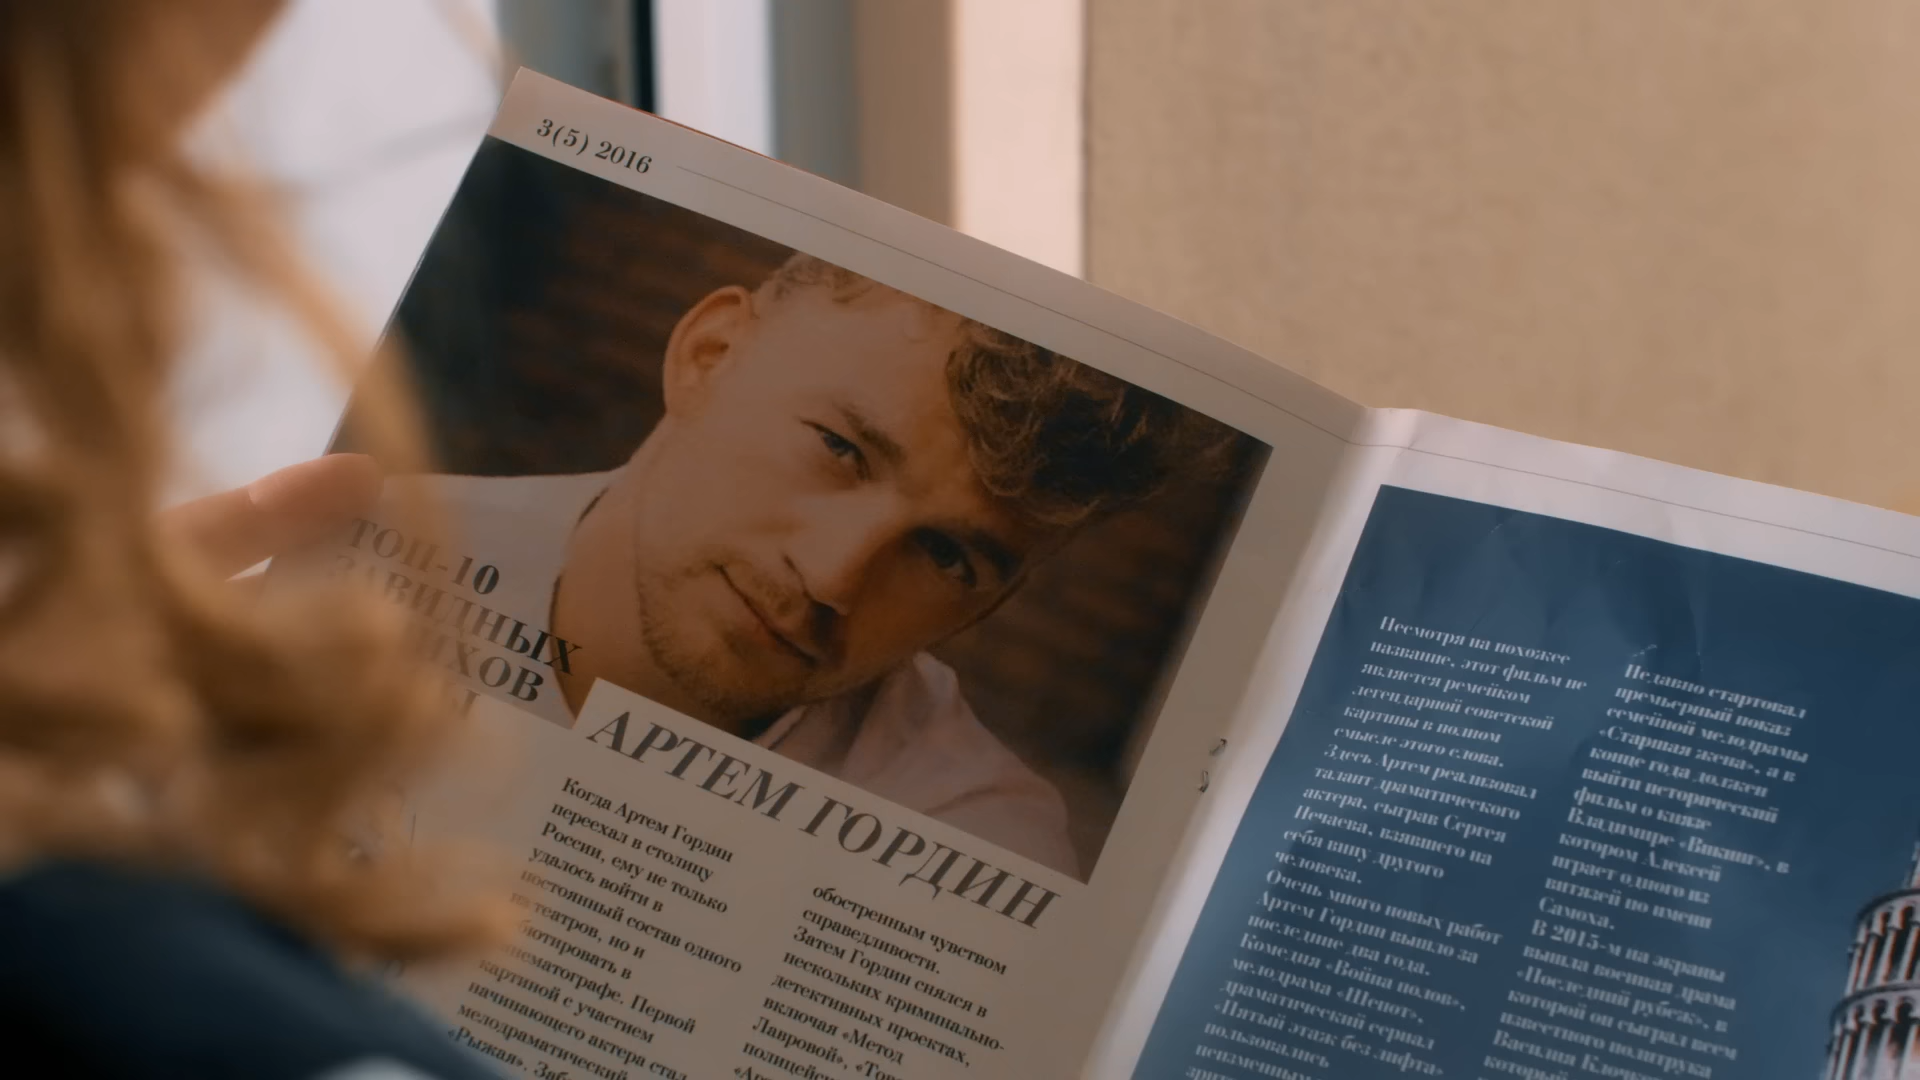 3(5) 2016
ТОП-10
ЗАВИДНЫХ
АРТЕМ ГОРДИН
Когда Артем Гордин
переехал в столицу
России, ему не только
удалось войти в
постоянный состав одного
театров, но и
в
Первой
картиной с участием
начинающего актера стал
мелодраматический
«Рыжая».
обостренным чувством
справедливости.
Затем Гордин снялся в
нескольких криминально-
детективных проектах,
включая «Метод
Лавровой»,
Несмотря на похожее
название, этот фильм не
является ремейком
легендарной советской
картины в полном
смысле этого слова.
Здесь Артем реализовал
талант драматического
актера, сыграв Сергея
Нечаева, взявшего на
себя вину другого
человека.
Очень много новых работ
Артем Гордин вышло за
последние два года.
Комедия «Война полов»,
мелодрама «Шепот»,
драматический сериал
«Пятый этаж без лифта»
пользовались
неизменным
Недавно стартовал
премьерный показ
семейной мелодрамы
«Старшая жена», а в
конце года должен
выйти исторический
фильм о князе
Владимире «Викинг», в
котором Алексей
играет одного из
витязей по имени
Самоха.
В 2015-м на экраны
вышла военная драма
«Последний рубеж», в
которой он сыграл всем
известного политрука
Василия
который